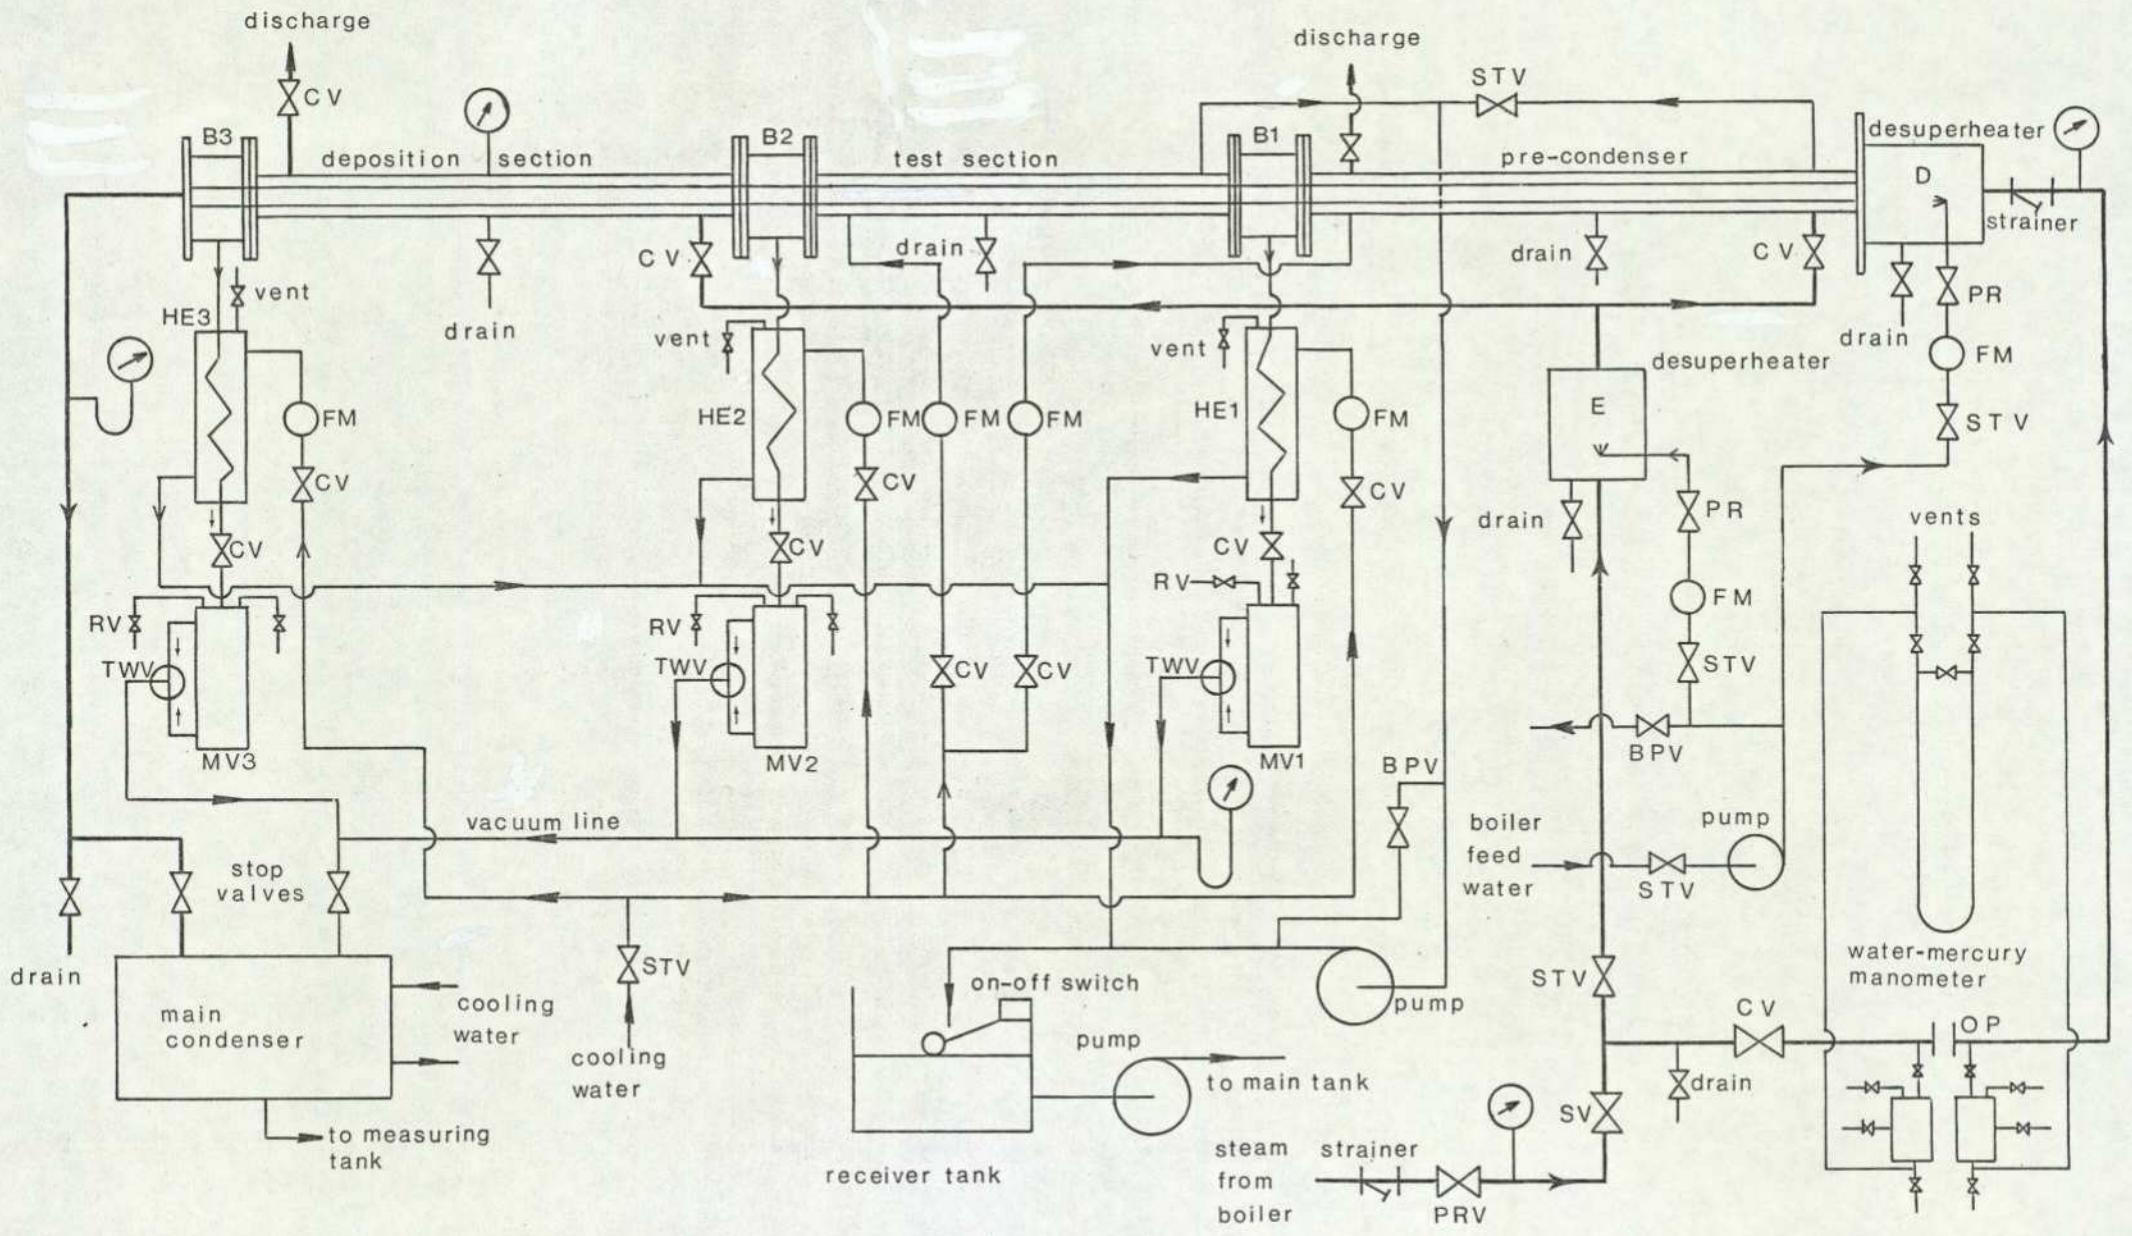 discharge
discharge
CV
STV
B3
B2
B1
desuperheater
deposition section
test section
pre-condenser
D
strainer
CV
drain
drain
CV
vent
PR
HE3
drain
vent
vent
drain
desuperheater
FM
HE2
HE1
E
FM
FM
FM
FM
FM
STV
CV
CV
CV
PR
vents
drain
CV
CV
CV
RV
FM
RV
RV
TWV
TWV
CV
CV
TWV
STV
MV3
MV2
MV1
BPV
BPV
vacuum line
boiler
feed
water
pump
stop
valves
STV
drain
STV
on-off switch
STV
water-mercury
manometer
main
condenser
cooling
water
pump
CV
OP
cooling
water
pump
to main tank
drain
SV
to measuring
tank
receiver tank
steam
from
boiler
strainer
PRV